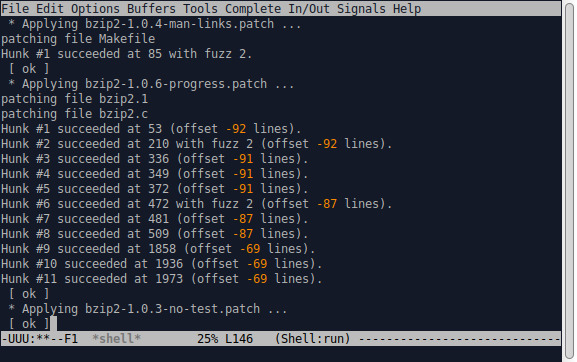 File Edit Options Buffers Tools Complete In/Out Signals Help
 * Applying bzip2-1.0.4-man-links.patch ...
patching file Makefile
Hunk #1 succeeded at 85 with fuzz 2.
 [ ok ]
 * Applying bzip2-1.0.6-progress.patch ...
patching file bzip2.1
patching file bzip2.c
Hunk #1 succeeded at 53 (offset -92 lines).
Hunk #2 succeeded at 210 with fuzz 2 (offset -92 lines).
Hunk #3 succeeded at 336 (offset -91 lines).
Hunk #4 succeeded at 349 (offset -91 lines).
Hunk #5 succeeded at 372 (offset -91 lines).
Hunk #6 succeeded at 472 with fuzz 2 (offset -87 lines).
Hunk #7 succeeded at 481 (offset -87 lines).
Hunk #8 succeeded at 509 (offset -87 lines).
Hunk #9 succeeded at 1858 (offset -69 lines).
Hunk #10 succeeded at 1936 (offset -69 lines).
Hunk #11 succeeded at 1973 (offset -69 lines).
 [ ok ]
 * Applying bzip2-1.0.3-no-test.patch ...
 [ ok ]
-UUU:**--F1  *shell*        25% L146   (Shell:run) -----------------------------